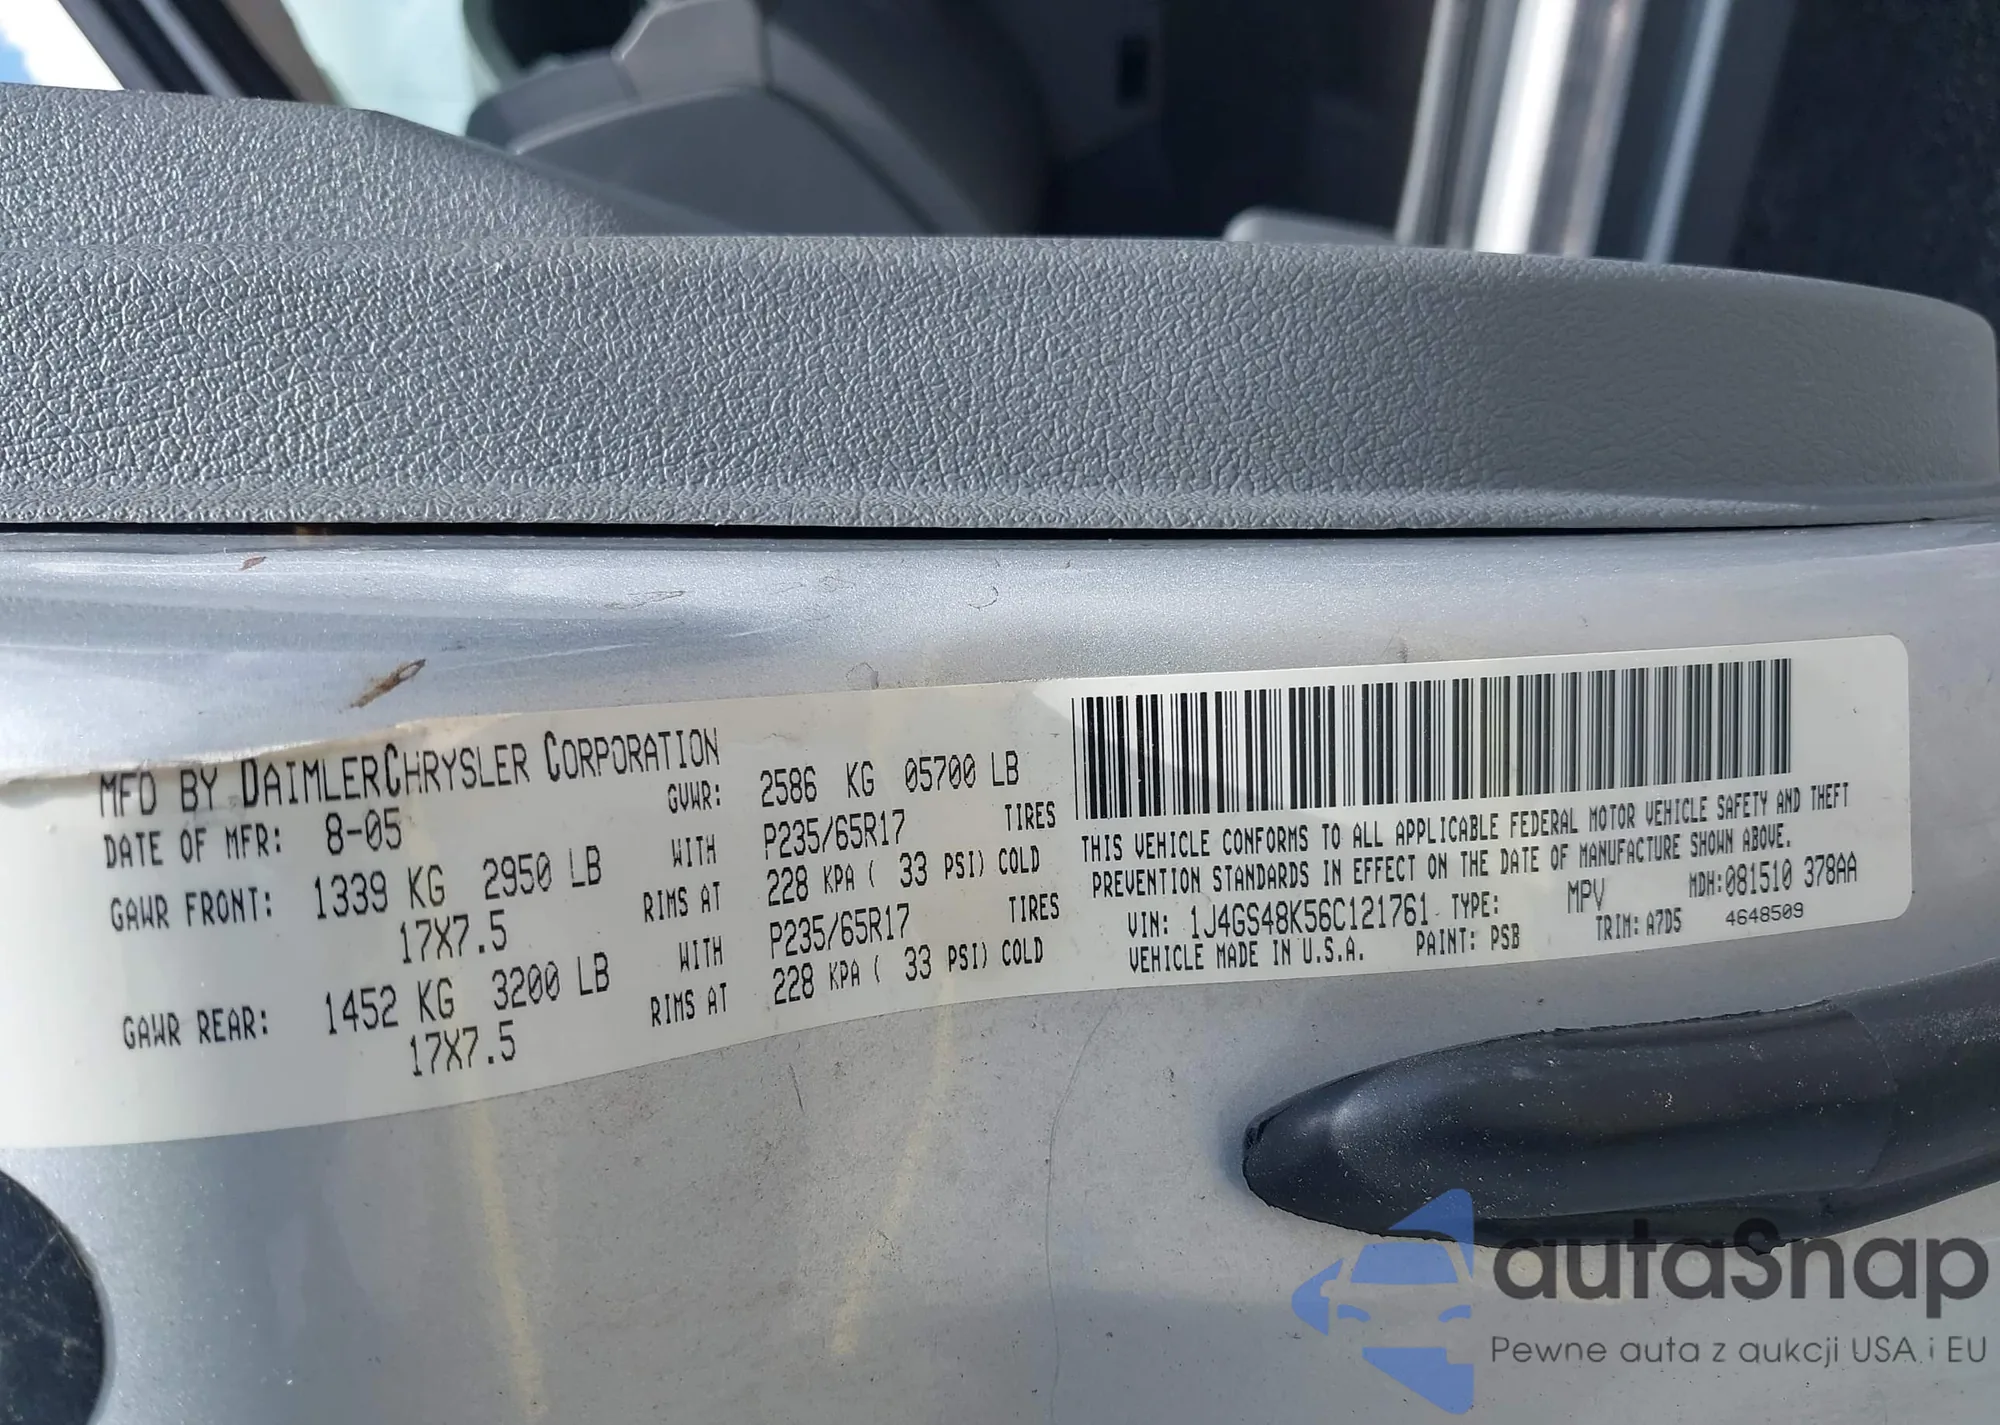 MFD BY DAIMLERCHRYSLER CORPORATION
DATE OF MFR: 8-05 GVWR: 2586 KG 05700 LB
GAWR FRONT: 1339 KG 2950 LB WITH P235/65R17 TIRES
17X7.5 RIMS AT 228 KPA ( 33 PSI) COLD
GAWR REAR: 1452 KG 3200 LB WITH P235/65R17 TIRES
17X7.5 RIMS AT 228 KPA ( 33 PSI) COLD
THIS VEHICLE CONFORMS TO ALL APPLICABLE FEDERAL MOTOR VEHICLE SAFETY AND THEFT
PREVENTION STANDARDS IN EFFECT ON THE DATE OF MANUFACTURE SHOWN ABOVE.
VIN: 1J4GS48K56C121761 TYPE: MPV MDH:081510 378AA
VEHICLE MADE IN U.S.A. PAINT: PSB TRIM: A7D5 4648509
autaSnap
Pewne auta z aukcji USA i EU